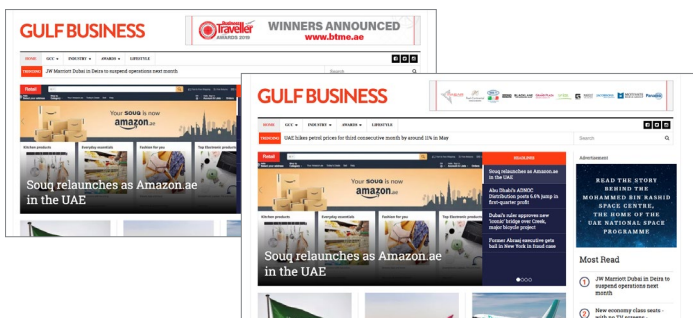 GULF BUSINESS
Business
Traveller
AWARDS 2019
WINNERS ANNOUNCED
www.btme.ae
HOME GCC INDUSTRY AWARDS LIFESTYLE
TRENDING JW Marriott Dubai in Deira to suspend operations next month
Search
Retail
Your SOUQ is now
amazon.ae
Kitchen products Everyday essentials Fashion for you Top Electronic products
Souq relaunches as Amazon.ae
in the UAE
GULF BUSINESS
HOME GCC INDUSTRY AWARDS LIFESTYLE
TRENDING UAE hikes petrol prices for third consecutive month by around 11% in May
Search
Retail
Your SOUQ is now
amazon.ae
Kitchen products Everyday essentials Fashion for you Top Electronic products
Souq relaunches as Amazon.ae
in the UAE
HEADLINES
Souq relaunches as Amazon.ae
in the UAE
Abu Dhabi's ADNOC
Distribution posts 5.6% jump in
first-quarter profit
Dubai's ruler approves new
'iconic' bridge over Creek,
major bicycle project
Former Abraaj executive gets
bail in New York in fraud case
Advertisement
READ THE STORY
BEHIND THE
MOHAMMED BIN RASHID
SPACE CENTRE,
THE HOME OF THE
UAE NATIONAL SPACE
PROGRAMME
Most Read
1 JW Marriott Dubai in Deira to
suspend operations next
month
2 New economy class seats -
with no TV screens -